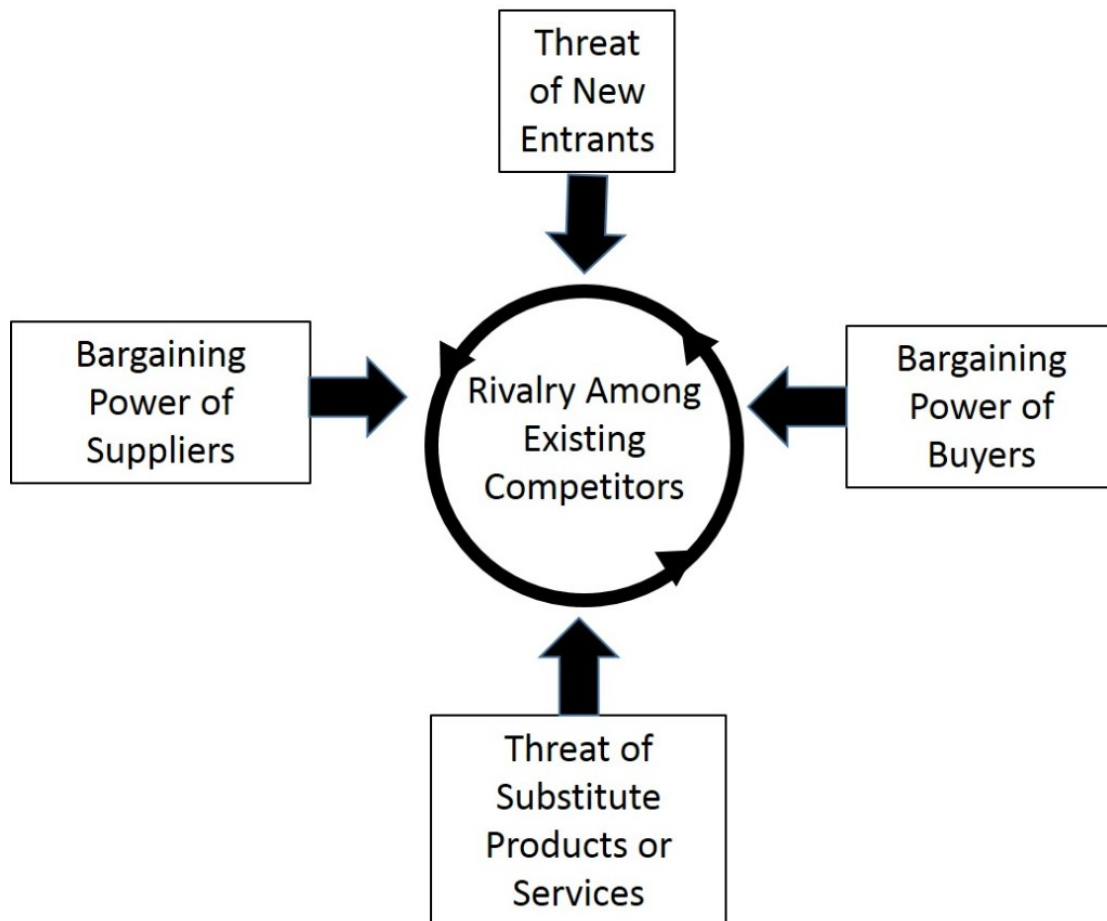 Threat
of New
Entrants
Bargaining
Power of
Suppliers
Rivalry Among
Existing
Competitors
Bargaining
Power of
Buyers
Threat of
Substitute
Products or
Services